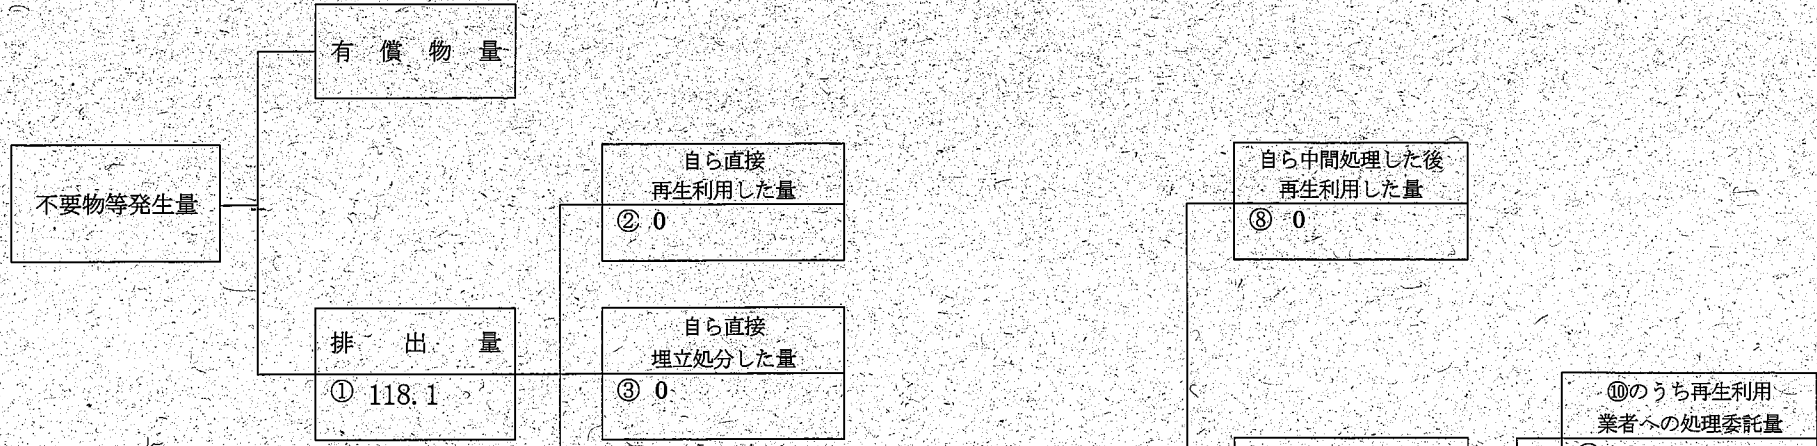 有償物量
不要物等発生量
自ら直接
再生利用した量
② 0
自ら中間処理した後
再生利用した量
⑧ 0
排出量
① 118.1
自ら直接
埋立処分した量
③ 0
⑩のうち再生利用
業者への処理委託量